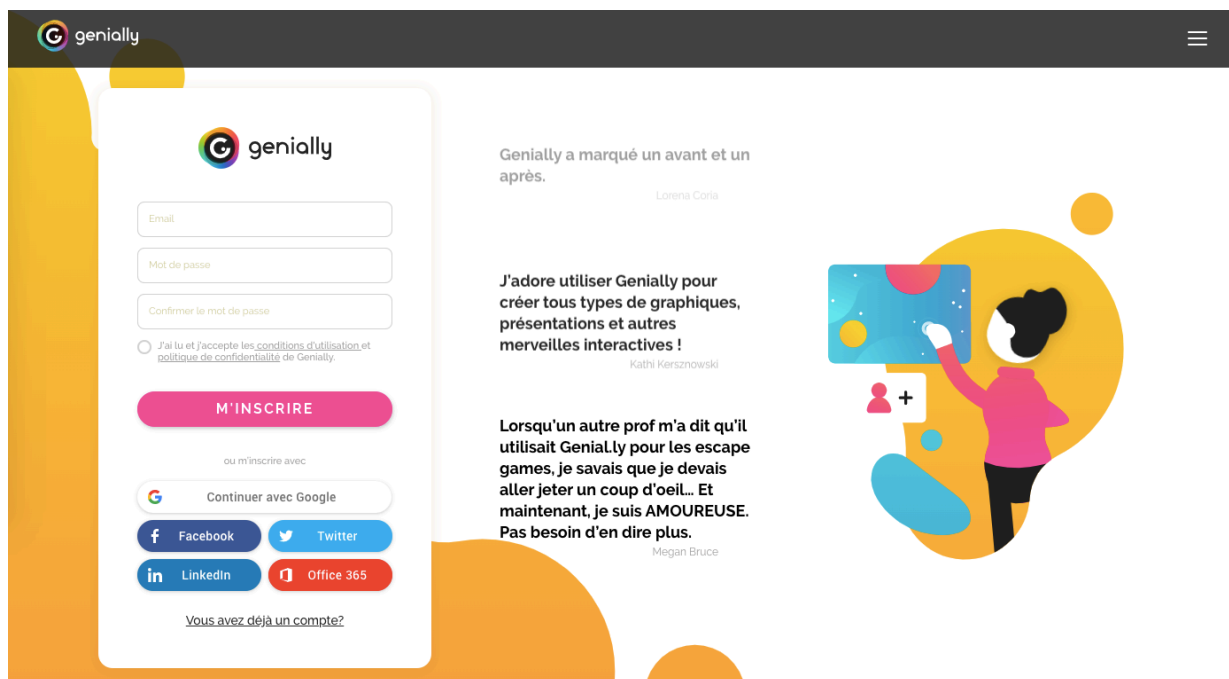 genially
genially
Email
Mot de passe
Confirmer le mot de passe
J'ai lu et j'accepte les conditions d'utilisation et
politique de confidentialité de Genially.
M'INSCRIRE
ou m'inscrire avec
Continuer avec Google
Facebook
Twitter
LinkedIn
Office 365
Vous avez déjà un compte?
Genially a marqué un avant et un
après.
Lorena Coria
J'adore utiliser Genially pour
créer tous types de graphiques,
présentations et autres
merveilles interactives !
Kathi Kersznowski
Lorsqu'un autre prof m'a dit qu'il
utilisait Genial.ly pour les escape
games, je savais que je devais
aller jeter un coup d'oeil... Et
maintenant, je suis AMOUREUSE.
Pas besoin d'en dire plus.
Megan Bruce